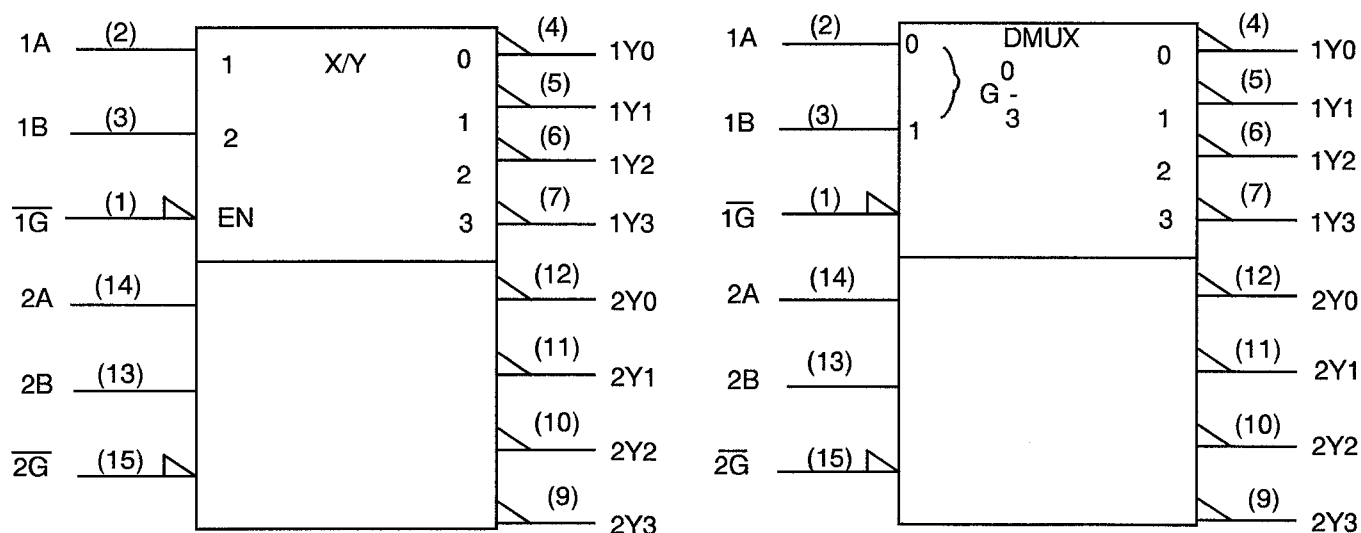 1A (2) 1 X/Y 0 (4) 1Y0
(5) 1Y1
1B (3) 2 1 (6) 1Y2
2 (7)
1G (1) EN 3 1Y3
2A (14) (12) 2Y0
(11) 2Y1
2B (13) (10) 2Y2
2G (15) (9) 2Y3
1A (2) 0 DMUX 0 (4) 1Y0
0 (5) 1Y1
G -
1B (3) 1 3 1 (6) 1Y2
2 (7)
1G (1) 3 1Y3
2A (14) (12) 2Y0
(11) 2Y1
2B (13) (10) 2Y2
2G (15) (9) 2Y3